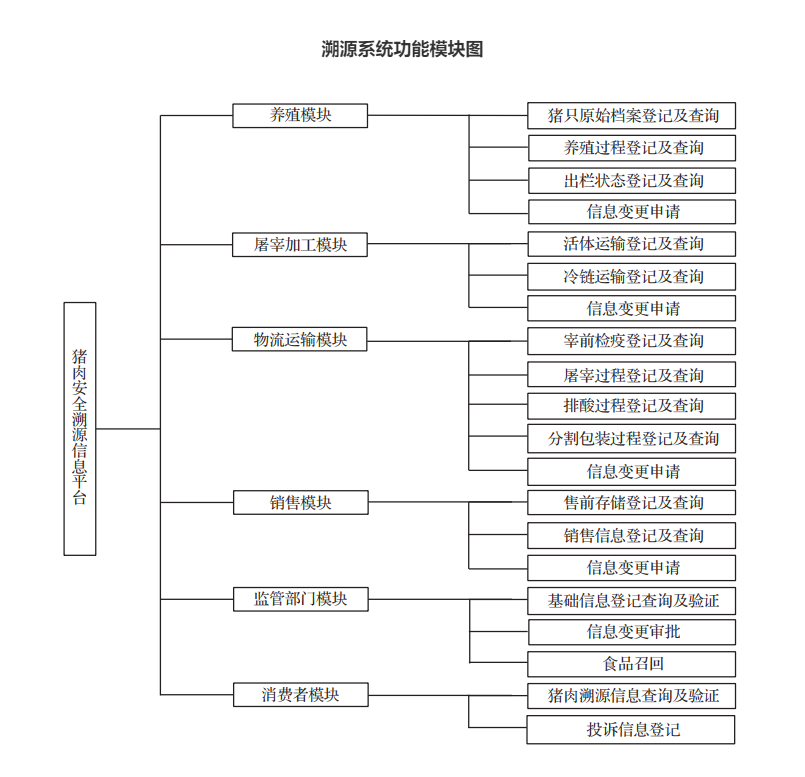 溯源系统功能模块图
猪肉安全溯源信息平台
养殖模块
猪只原始档案登记及查询
养殖过程登记及查询
出栏状态登记及查询
信息变更申请
屠宰加工模块
活体运输登记及查询
冷链运输登记及查询
信息变更申请
物流运输模块
宰前检疫登记及查询
屠宰过程登记及查询
排酸过程登记及查询
分割包装过程登记及查询
信息变更申请
销售模块
售前存储登记及查询
销售信息登记及查询
信息变更申请
监管部门模块
基础信息登记查询及验证
信息变更审批
食品召回
消费者模块
猪肉溯源信息查询及验证
投诉信息登记